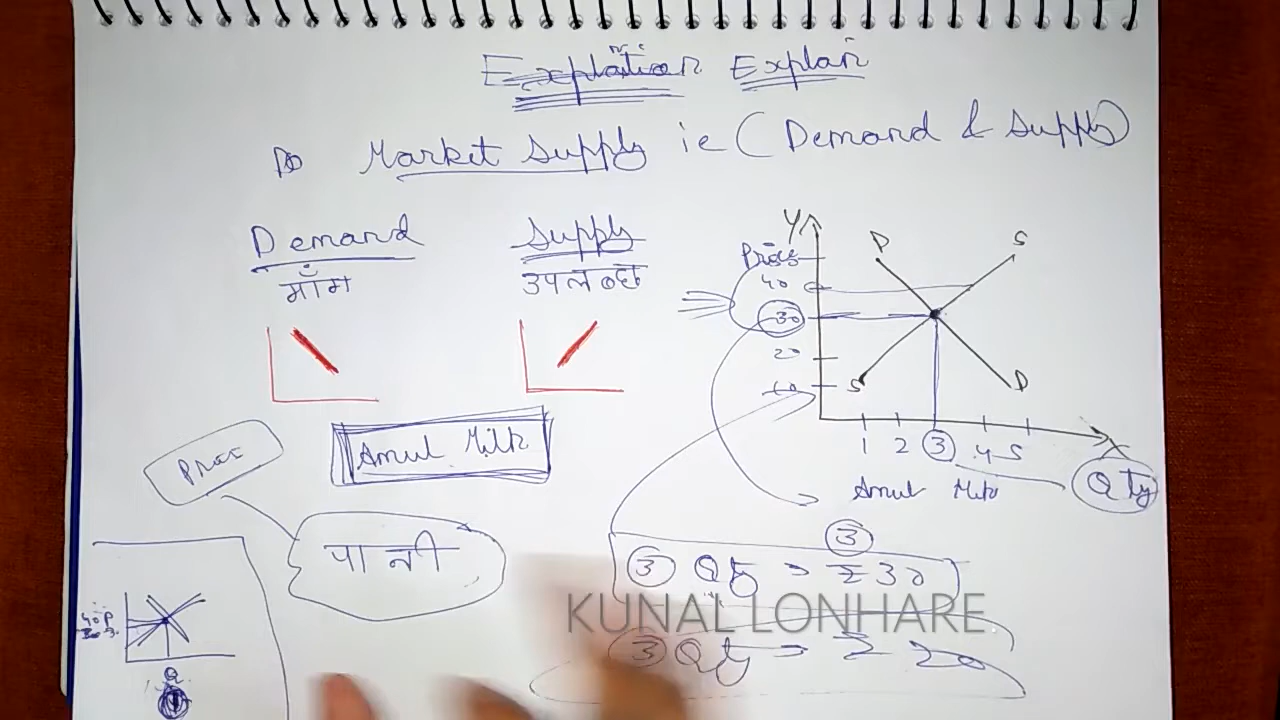 Explain
Market Supply ie (Demand & Supply)
Demand Supply
माँग उपलब्ध
Y
D S
Price
40
30
20
10
S D
1 2 3 4 5
X
Qty
Amul Milk
Amul Milk
Price
पानी
3
3 Qty = ₹30
KUNAL LONHARE
3 Qty = ₹ 20
P
Q